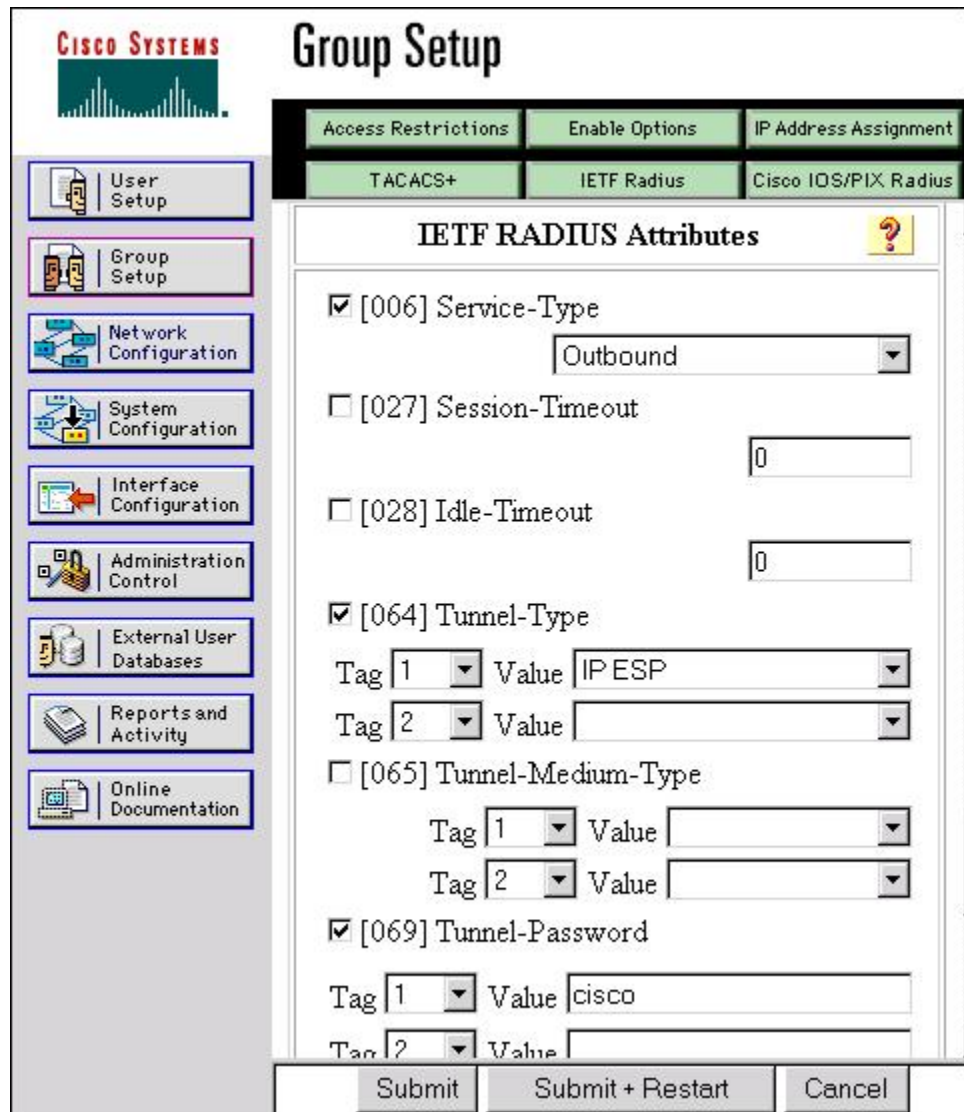 CISCO SYSTEMS
Group Setup
Access Restrictions
Enable Options
IP Address Assignment
TACACS+
IETF Radius
Cisco IOS/PIX Radius
User
Setup
Group
Setup
Network
Configuration
System
Configuration
Interface
Configuration
Administration
Control
External User
Databases
Reports and
Activity
Online
Documentation
IETF RADIUS Attributes
?
[006] Service-Type
Outbound
[027] Session-Timeout
0
[028] Idle-Timeout
0
[064] Tunnel-Type
Tag 1 Value IP ESP
Tag 2 Value
[065] Tunnel-Medium-Type
Tag 1 Value
Tag 2 Value
[069] Tunnel-Password
Tag 1 Value cisco
Tag 2 Value
Submit
Submit + Restart
Cancel